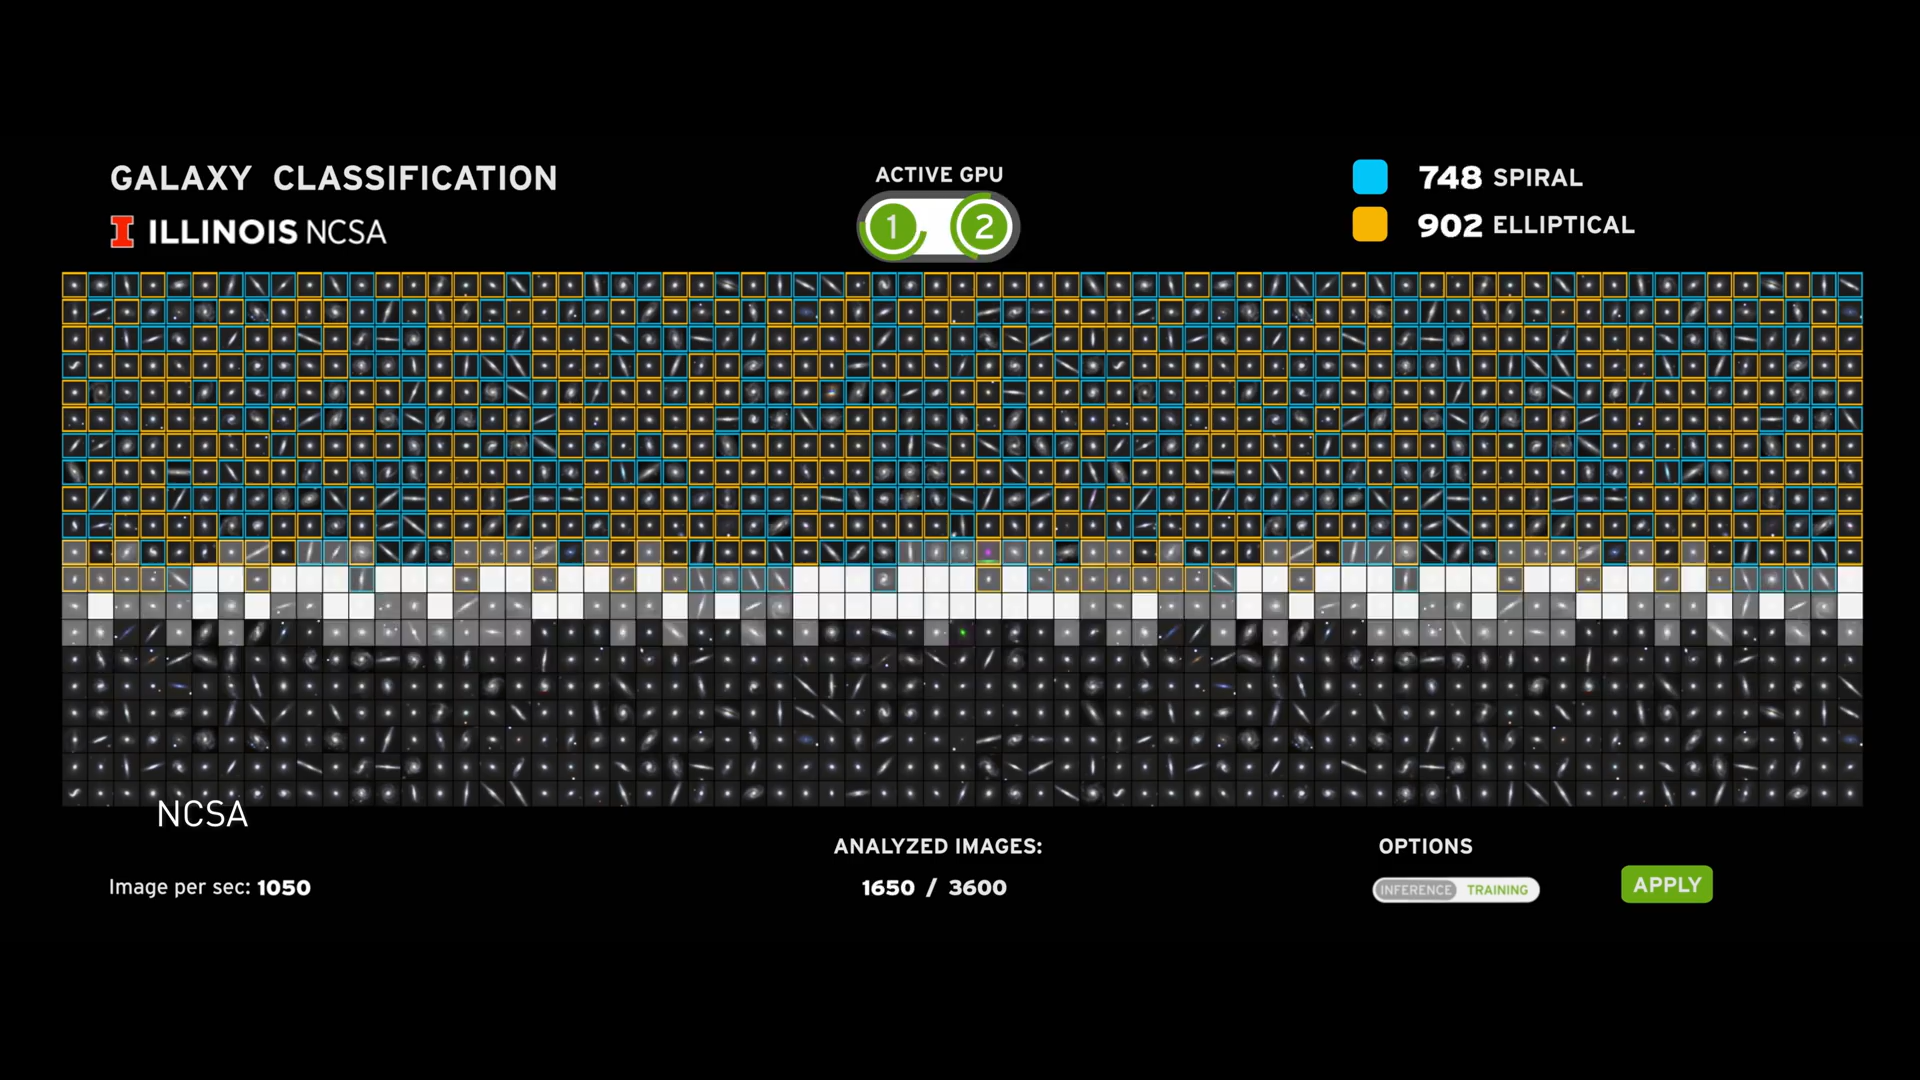 GALAXY CLASSIFICATION
ILLINOIS NCSA
ACTIVE GPU
1 2
748 SPIRAL
902 ELLIPTICAL
NCSA
Image per sec: 1050
ANALYZED IMAGES:
1650 / 3600
OPTIONS
INFERENCE TRAINING
APPLY